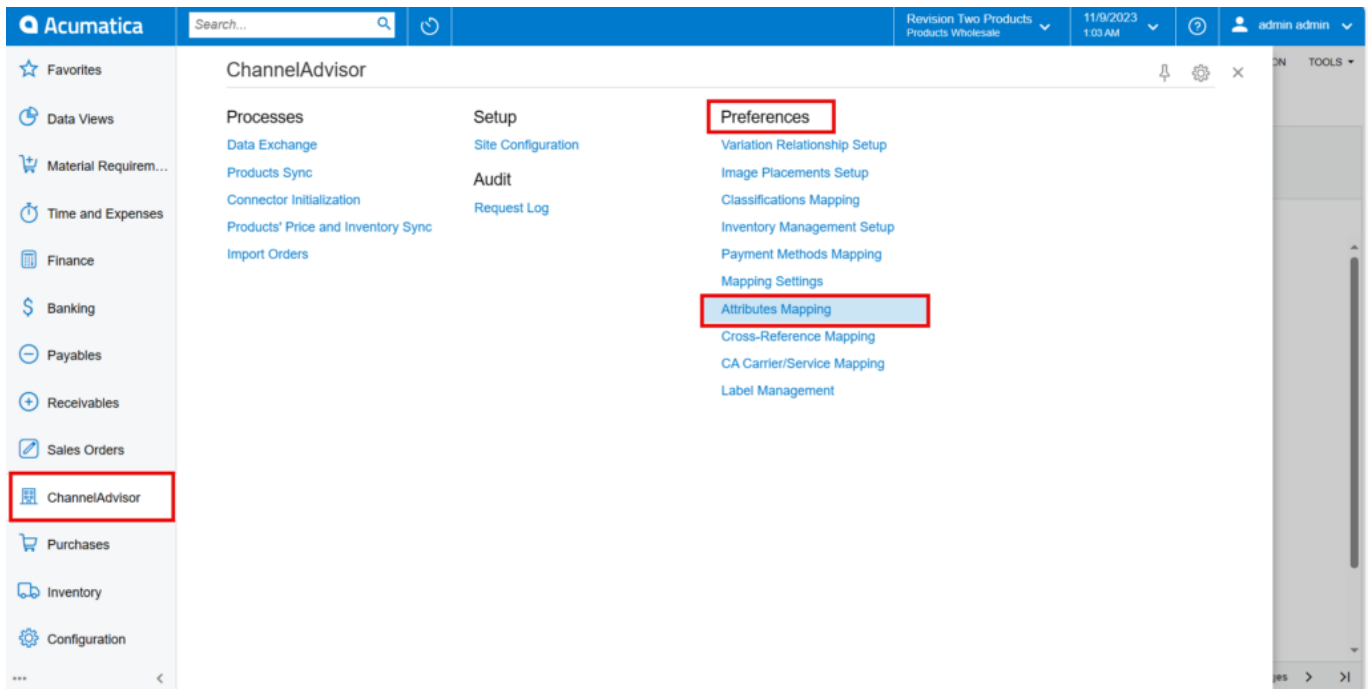 Acumatica
Search...
Revision Two Products
Products Wholesale
11/9/2023
1:03 AM
admin admin
Favorites
Data Views
Material Requirem...
Time and Expenses
Finance
Banking
Payables
Receivables
Sales Orders
ChannelAdvisor
Purchases
Inventory
Configuration
ChannelAdvisor
Processes
Data Exchange
Products Sync
Connector Initialization
Products' Price and Inventory Sync
Import Orders
Setup
Site Configuration
Audit
Request Log
Preferences
Variation Relationship Setup
Image Placements Setup
Classifications Mapping
Inventory Management Setup
Payment Methods Mapping
Mapping Settings
Attributes Mapping
Cross-Reference Mapping
CA Carrier/Service Mapping
Label Management
ON TOOLS
ges